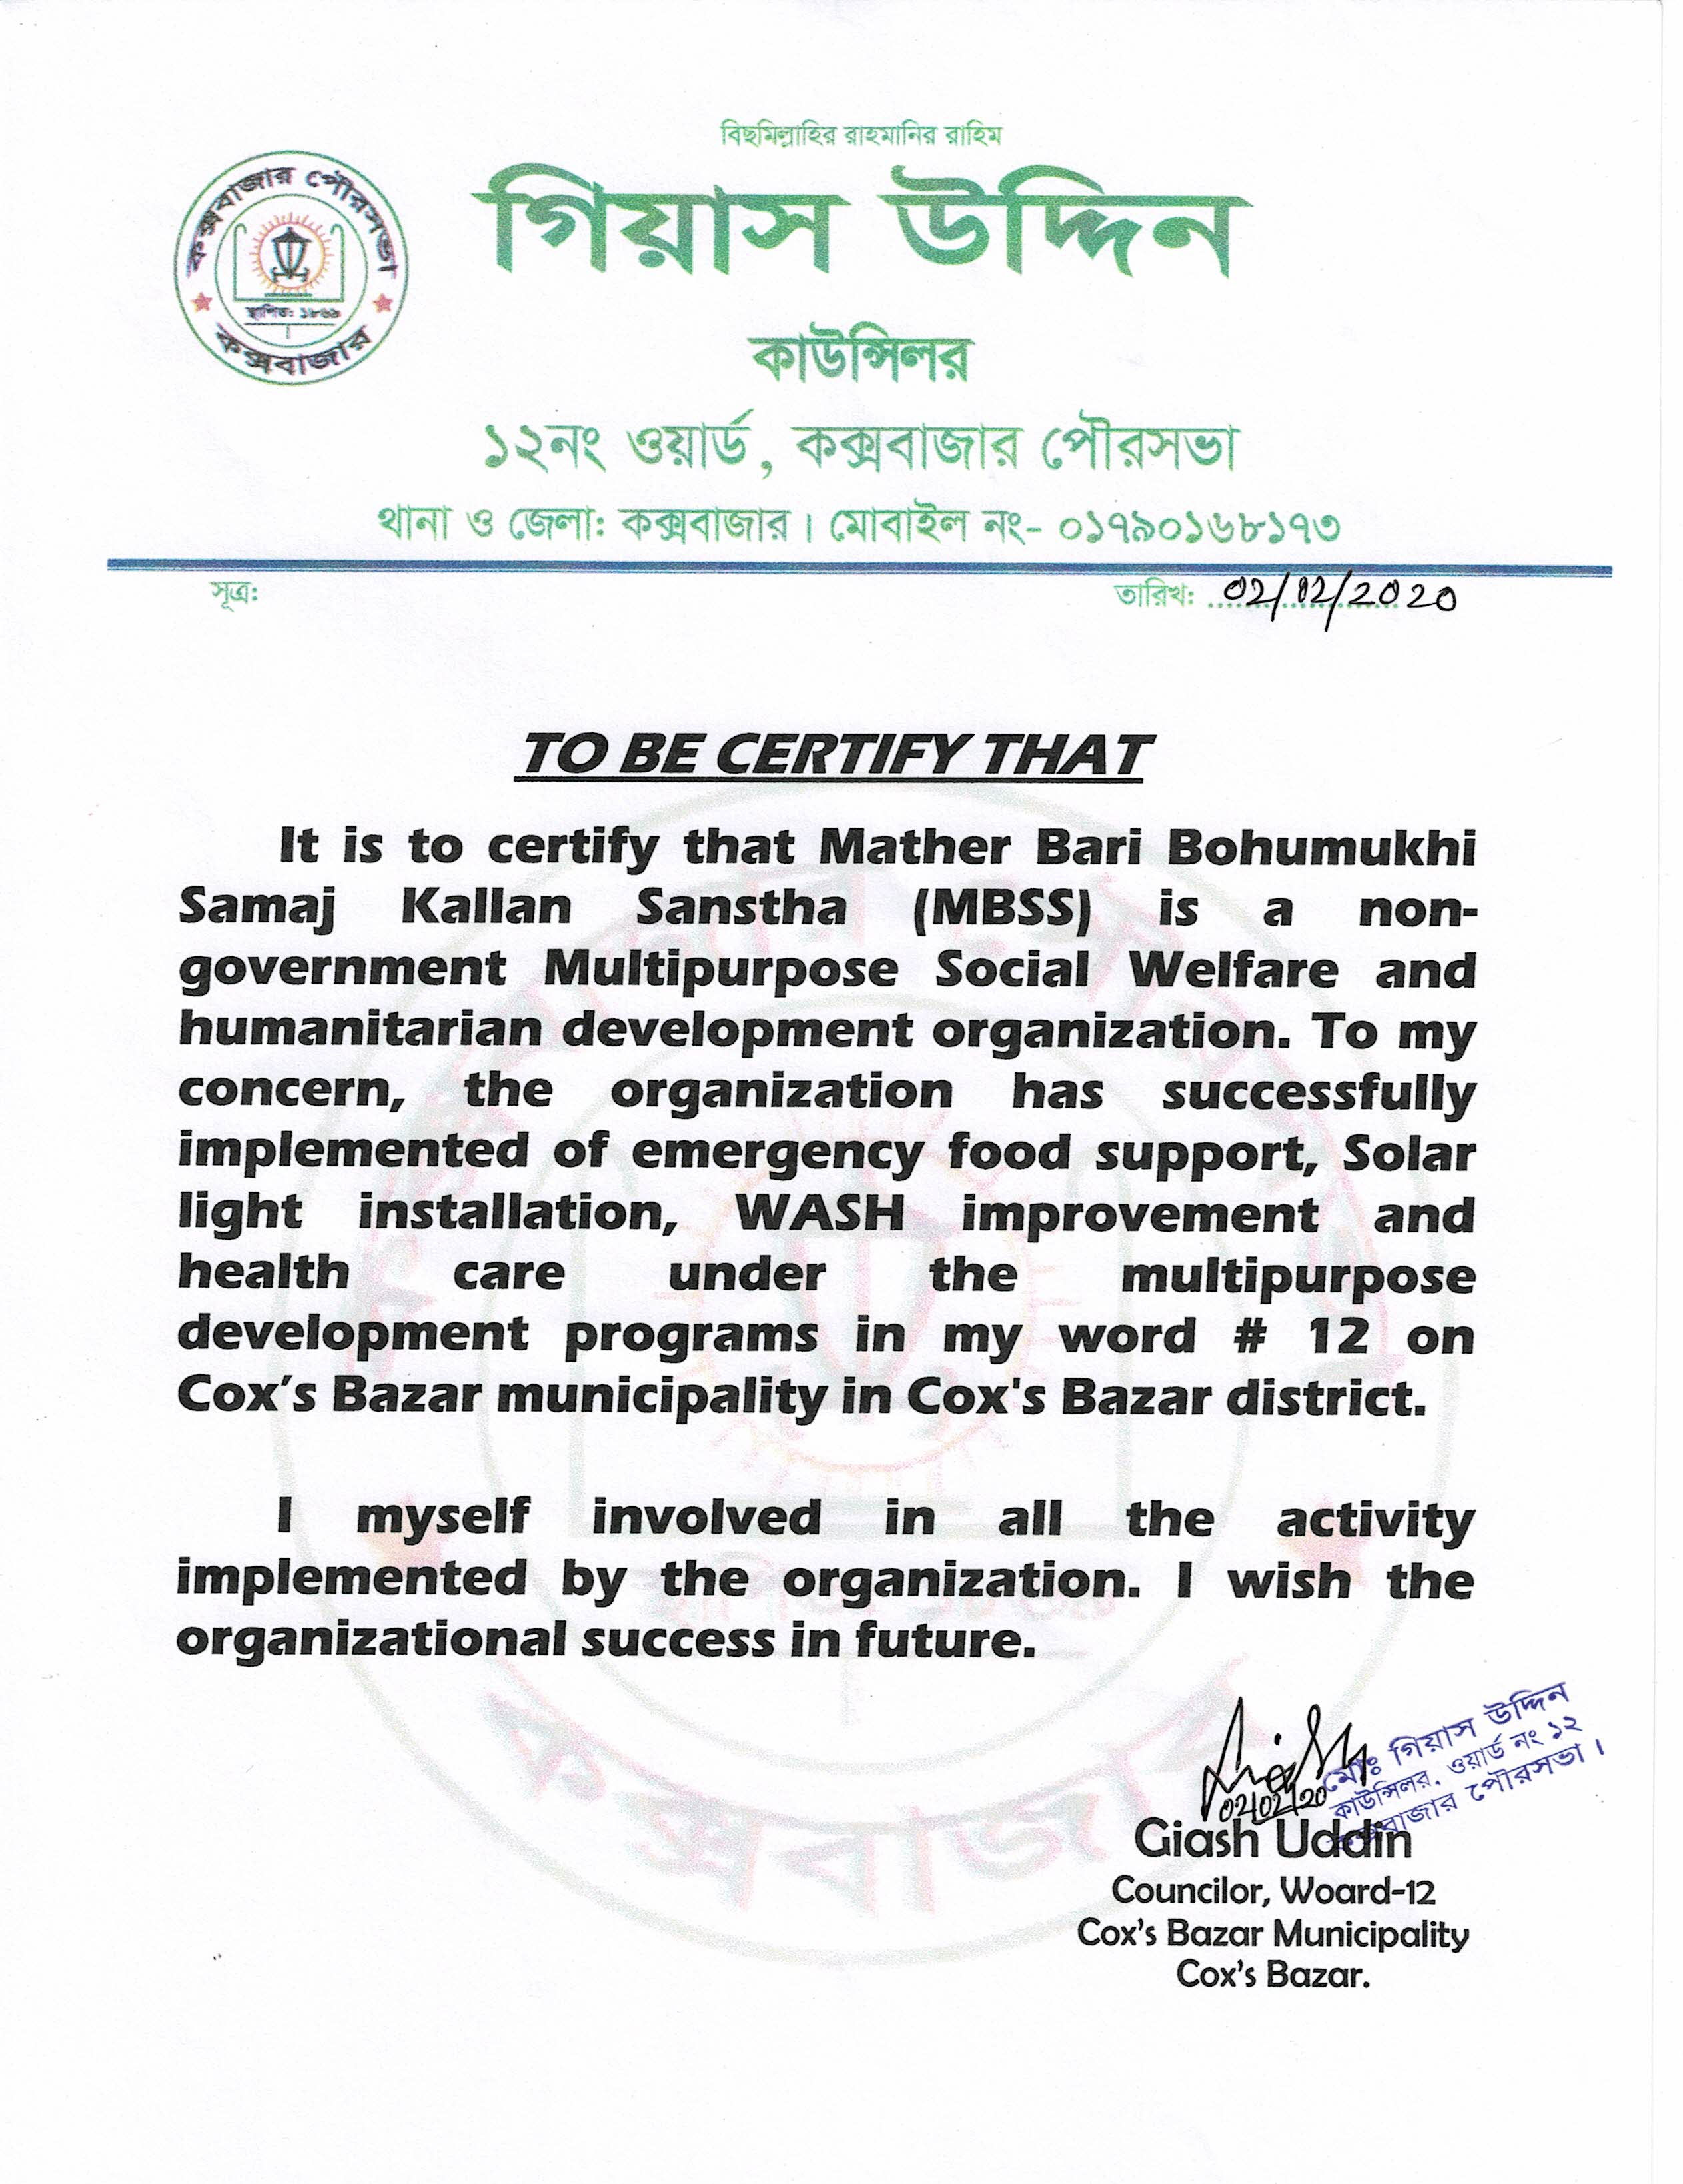 বিছমিল্লাহির রাহমানির রাহিম
কক্সবাজার পৌরসভা
স্থাপিত: ১৮৬৯
কক্সবাজার
গিয়াস উদ্দিন
কাউন্সিলর
১২নং ওয়ার্ড, কক্সবাজার পৌরসভা
থানা ও জেলা: কক্সবাজার। মোবাইল নং- ০১৭৯০১৬৮১৭৩
সূত্র:
তারিখ: 02/02/2020
TO BE CERTIFY THAT
It is to certify that Mather Bari Bohumukhi
Samaj Kallan Sanstha (MBSS) is a non-
government Multipurpose Social Welfare and
humanitarian development organization. To my
concern, the organization has successfully
implemented of emergency food support, Solar
light installation, WASH improvement and
health care under the multipurpose
development programs in my word # 12 on
Cox's Bazar municipality in Cox's Bazar district.
I myself involved in all the activity
implemented by the organization. I wish the
organizational success in future.
02/02/20
মোঃ গিয়াস উদ্দিন
কাউন্সিলর, ওয়ার্ড নং ১২
কক্সবাজার পৌরসভা।
Giash Uddin
Councilor, Woard-12
Cox's Bazar Municipality
Cox's Bazar.